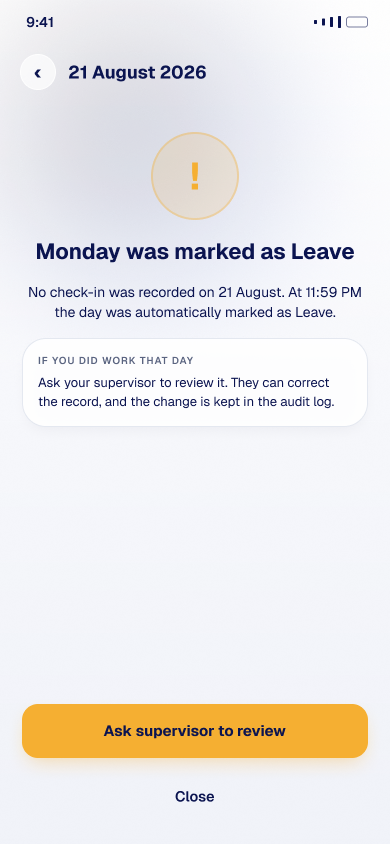 9:41
‹ 21 August 2026
!
Monday was marked as Leave
No check-in was recorded on 21 August. At 11:59 PM
the day was automatically marked as Leave.
IF YOU DID WORK THAT DAY
Ask your supervisor to review it. They can correct
the record, and the change is kept in the audit log.
Ask supervisor to review
Close